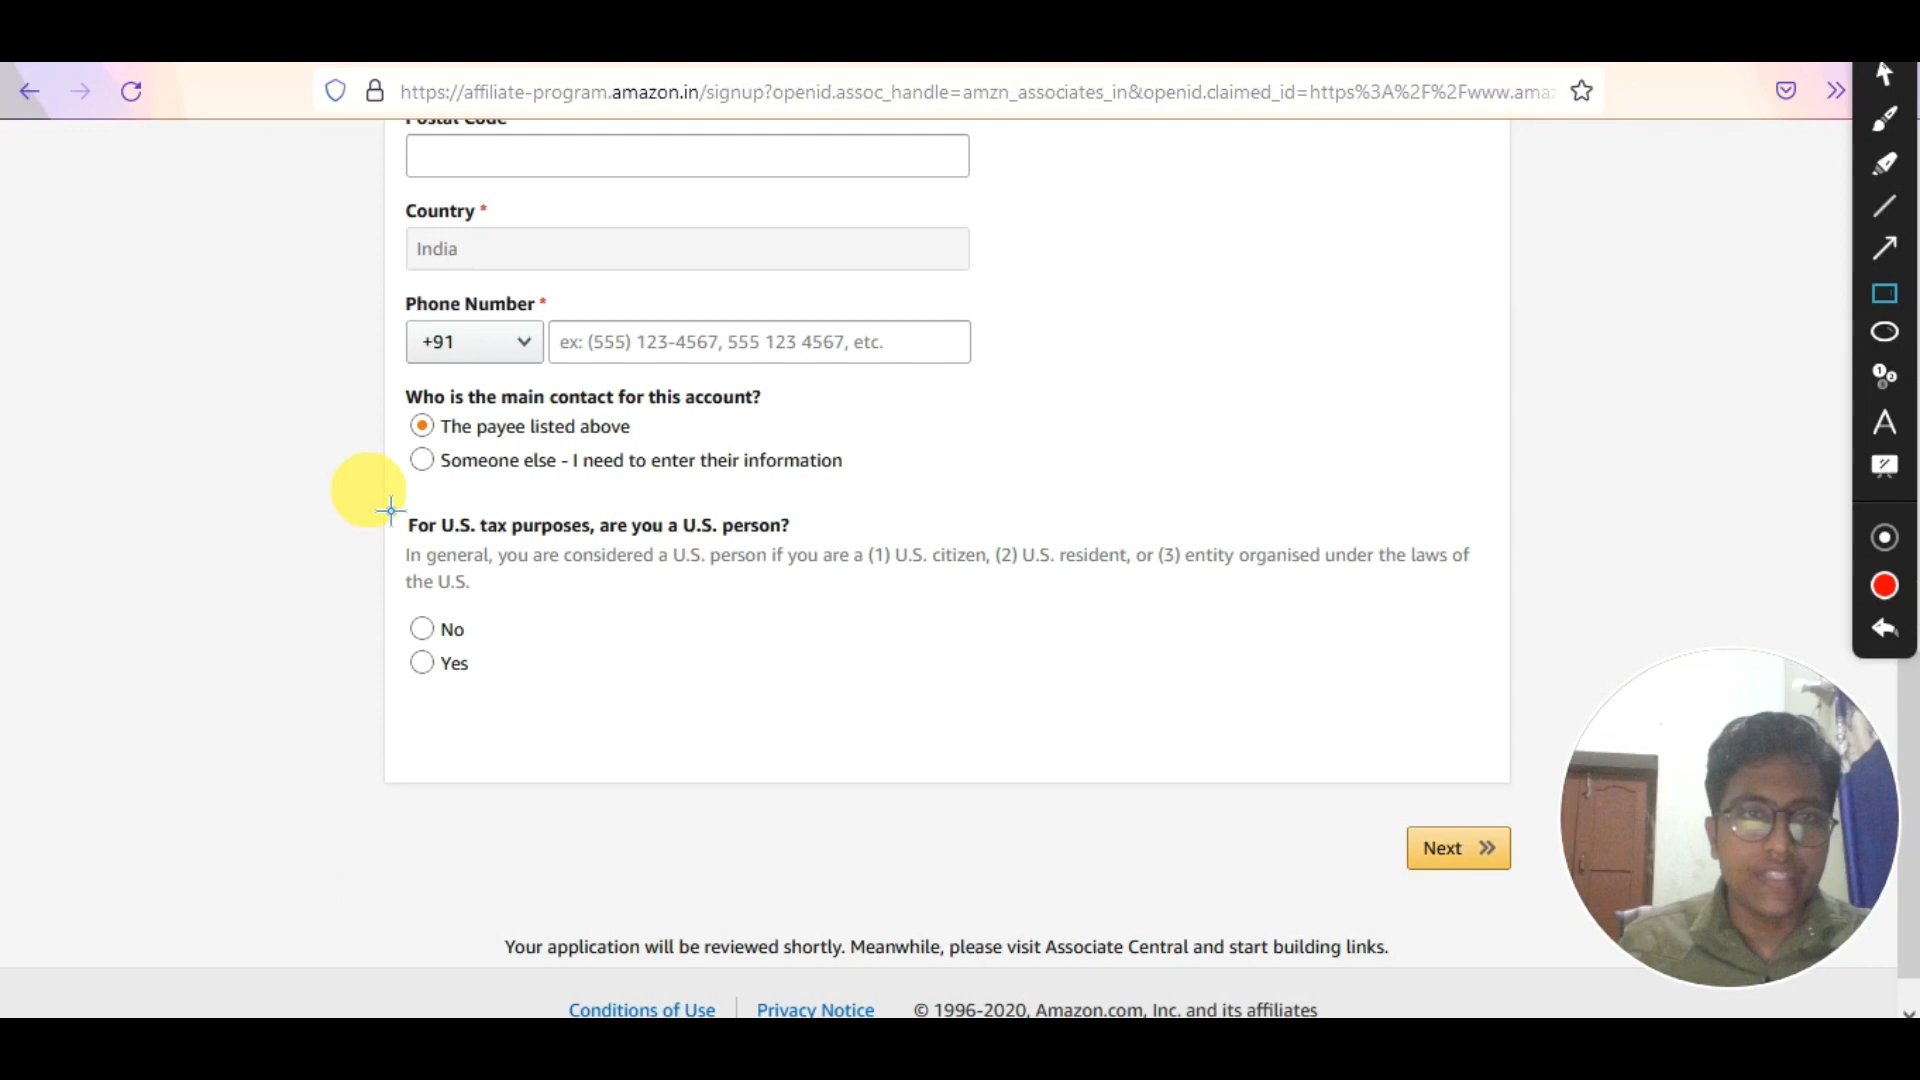 https://affiliate-program.amazon.in/signup?openid.assoc_handle=amzn_associates_in&openid.claimed_id=https%3A%2F%2Fwww.amaz
Postal Code
Country *
India
Phone Number *
+91
ex: (555) 123-4567, 555 123 4567, etc.
Who is the main contact for this account?
The payee listed above
Someone else - I need to enter their information
For U.S. tax purposes, are you a U.S. person?
In general, you are considered a U.S. person if you are a (1) U.S. citizen, (2) U.S. resident, or (3) entity organised under the laws of
the U.S.
No
Yes
Next
Your application will be reviewed shortly. Meanwhile, please visit Associate Central and start building links.
Conditions of Use
Privacy Notice
© 1996-2020, Amazon.com, Inc. and its affiliates